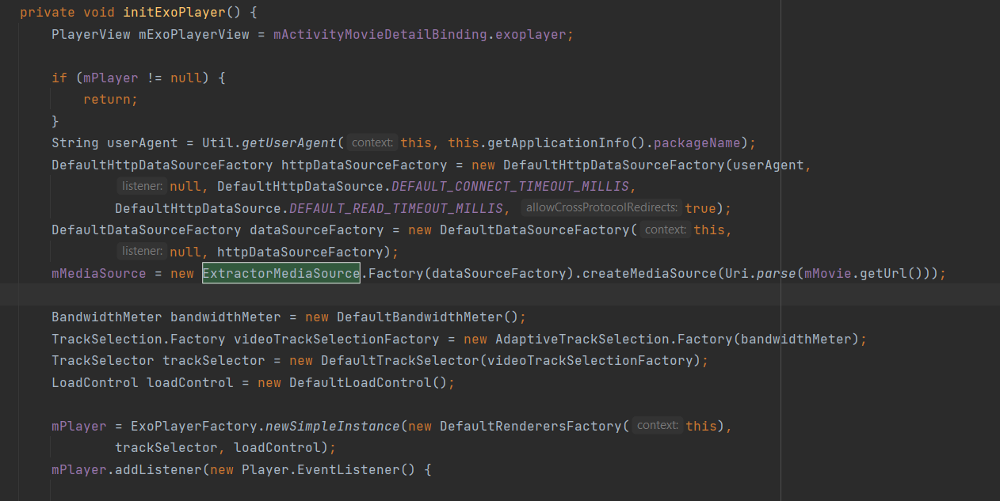 private void initExoPlayer() {
PlayerView mExoPlayerView = mActivityMovieDetailBinding.exoplayer;
if (mPlayer != null) {
return;
}
String userAgent = Util.getUserAgent( context: this, this.getApplicationInfo().packageName);
DefaultHttpDataSourceFactory httpDataSourceFactory = new DefaultHttpDataSourceFactory(userAgent,
listener: null, DefaultHttpDataSource.DEFAULT_CONNECT_TIMEOUT_MILLIS,
DefaultHttpDataSource.DEFAULT_READ_TIMEOUT_MILLIS, allowCrossProtocolRedirects: true);
DefaultDataSourceFactory dataSourceFactory = new DefaultDataSourceFactory( context: this,
listener: null, httpDataSourceFactory);
mMediaSource = new ExtractorMediaSource.Factory(dataSourceFactory).createMediaSource(Uri.parse(mMovie.getUrl()));
BandwidthMeter bandwidthMeter = new DefaultBandwidthMeter();
TrackSelection.Factory videoTrackSelectionFactory = new AdaptiveTrackSelection.Factory(bandwidthMeter);
TrackSelector trackSelector = new DefaultTrackSelector(videoTrackSelectionFactory);
LoadControl loadControl = new DefaultLoadControl();
mPlayer = ExoPlayerFactory.newSimpleInstance(new DefaultRenderersFactory( context: this),
trackSelector, loadControl);
mPlayer.addListener(new Player.EventListener() {